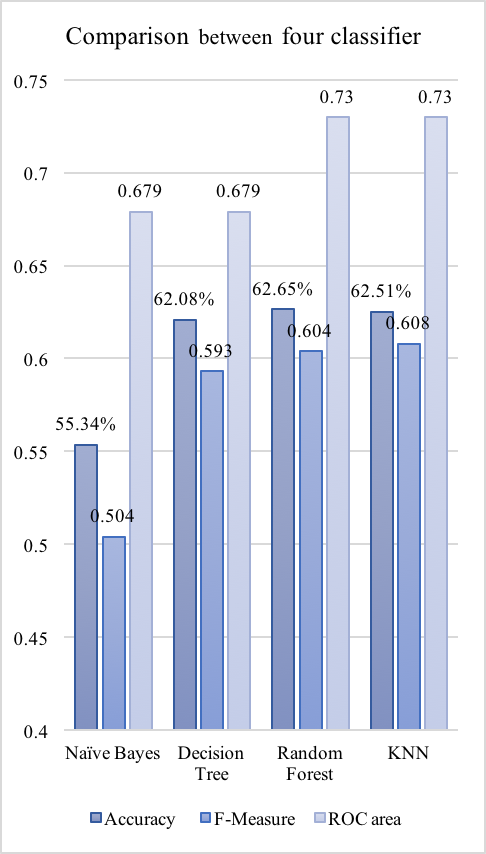 Comparison between four classifier
0.75
0.7
0.65
0.6
0.55
0.5
0.45
0.4
55.34%
0.504
0.679
62.08%
0.593
0.679
62.65%
0.604
0.73
62.51%
0.608
0.73
Naïve Bayes
Decision
Tree
Random
Forest
KNN
Accuracy
F-Measure
ROC area